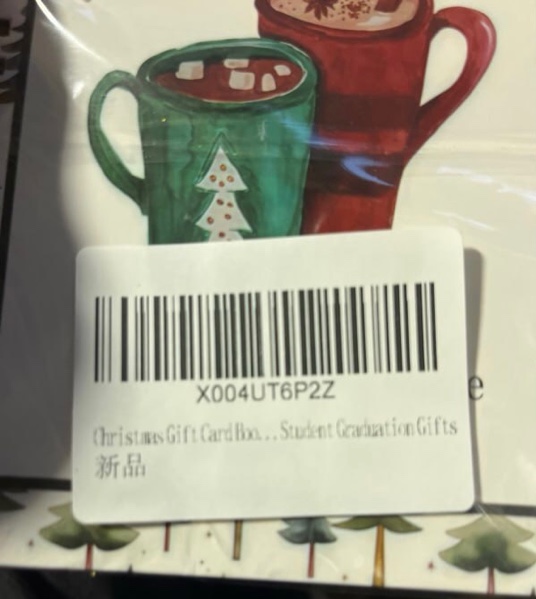 X004UT6P2Z
e
Christmas Gift Card Boo... Student Graduation Gifts
新品